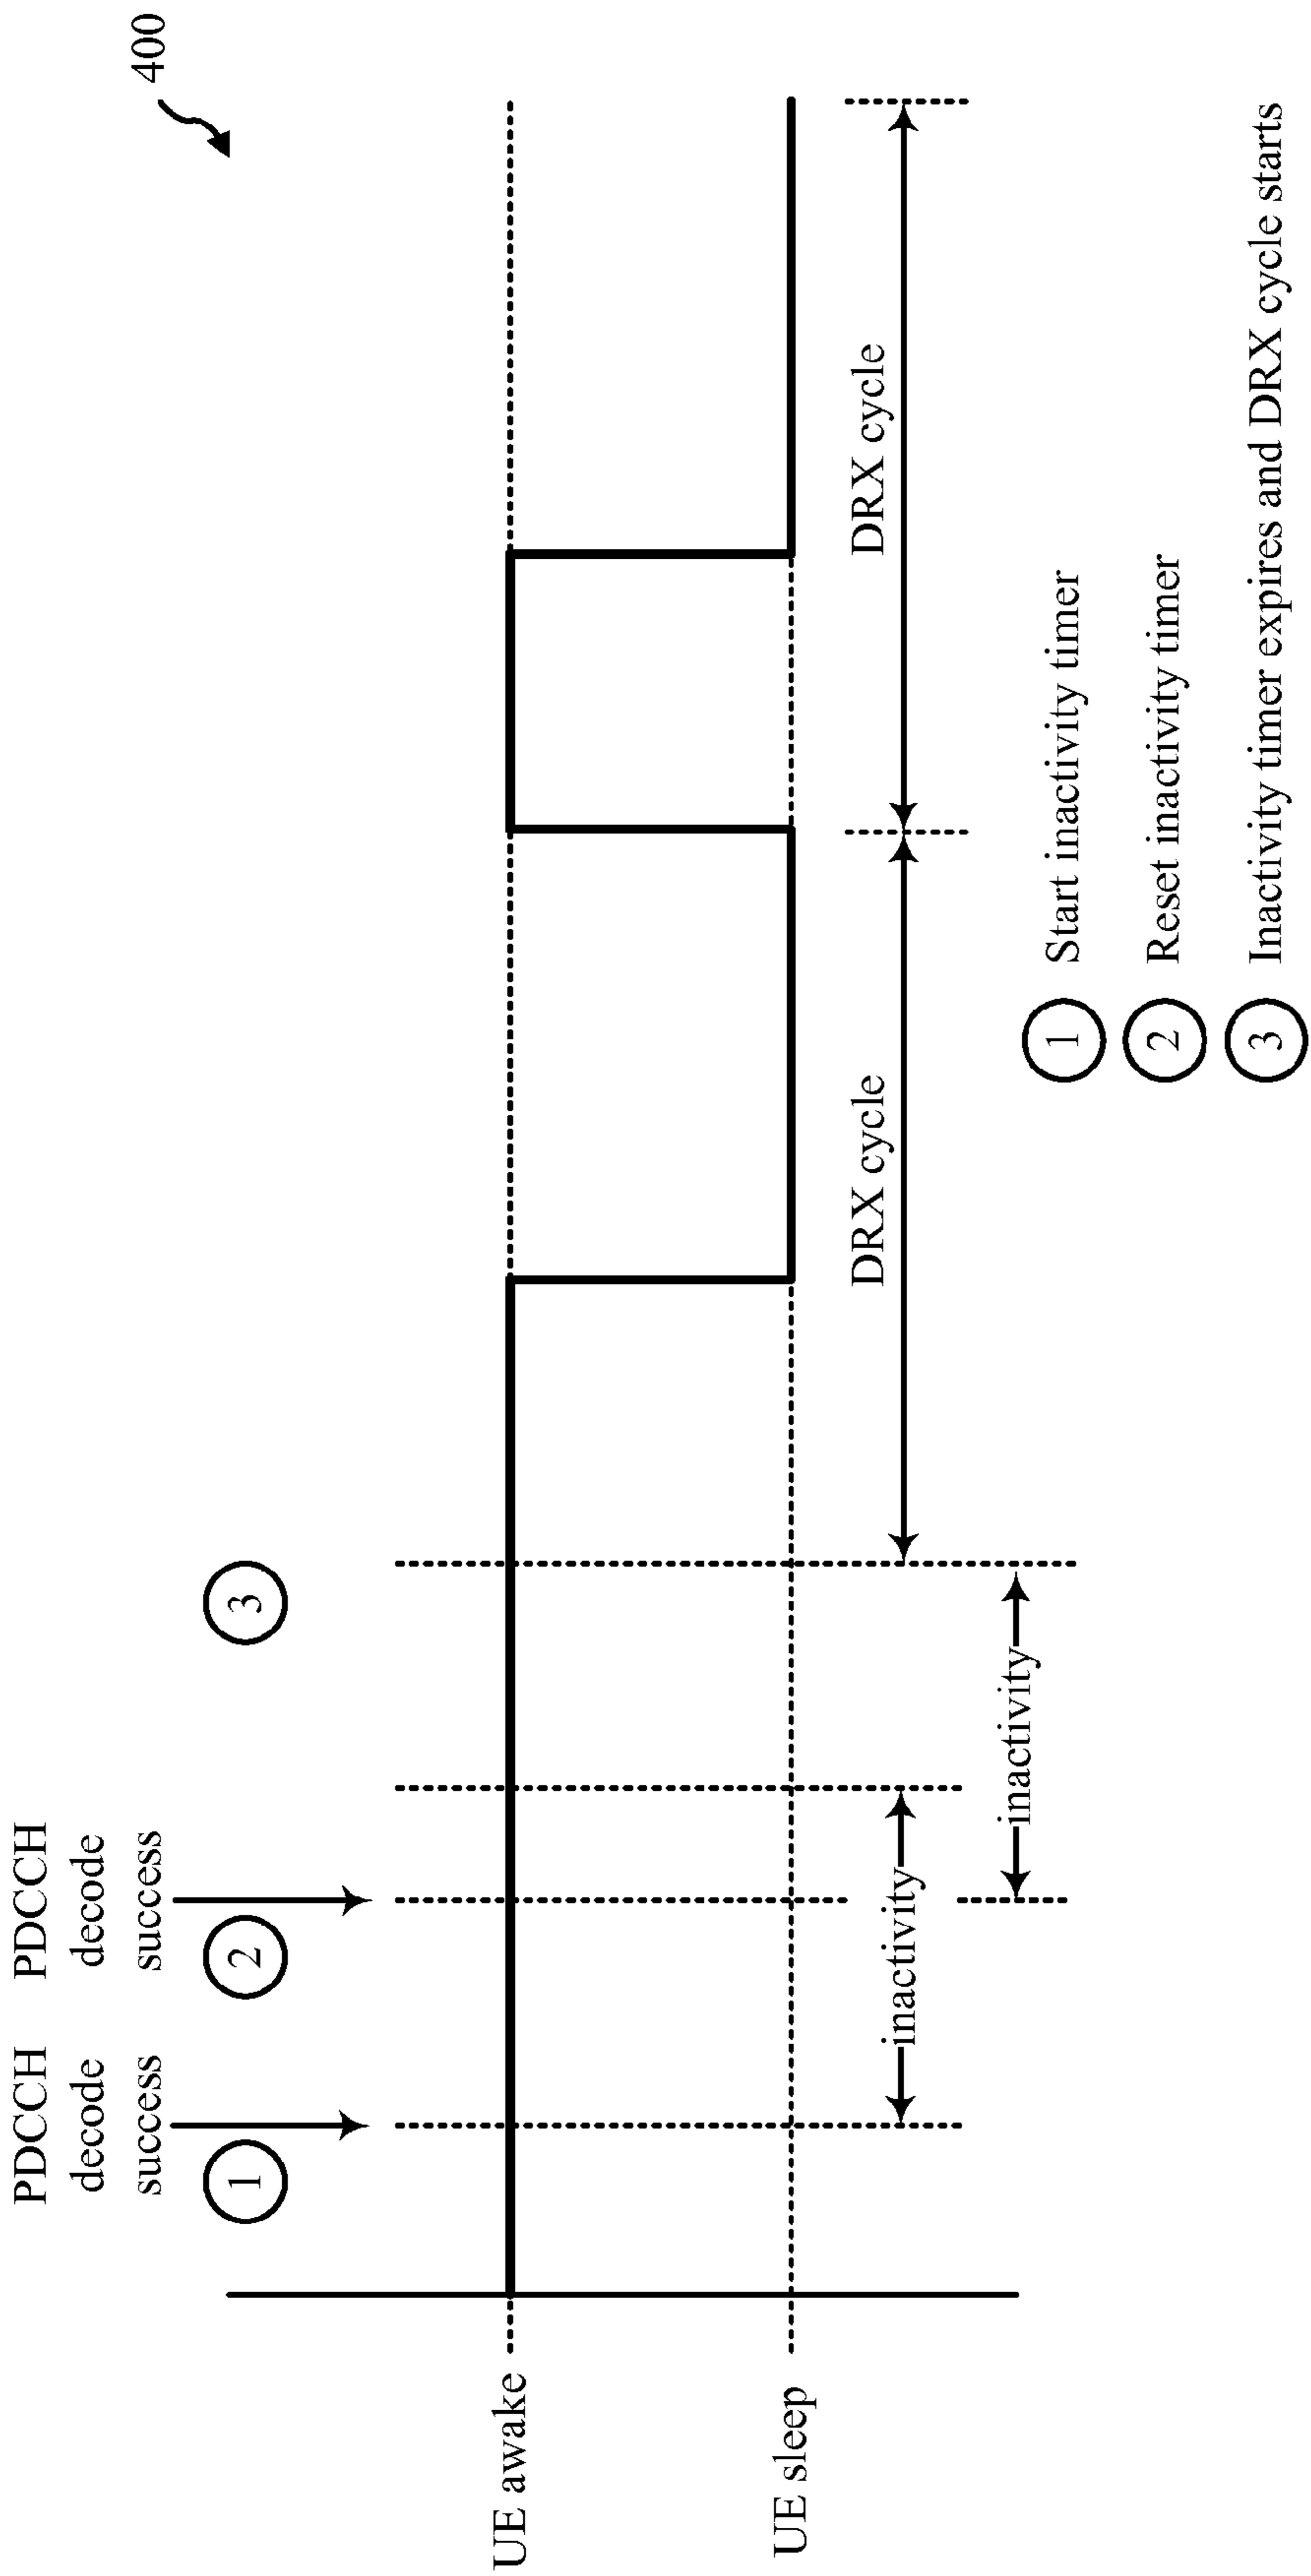 400
PDCCH
decode
success
PDCCH
decode
success
1
2
3
UE awake
UE sleep
inactivity
inactivity
DRX cycle
DRX cycle
1 Start inactivity timer
2 Reset inactivity timer
3 Inactivity timer expires and DRX cycle starts